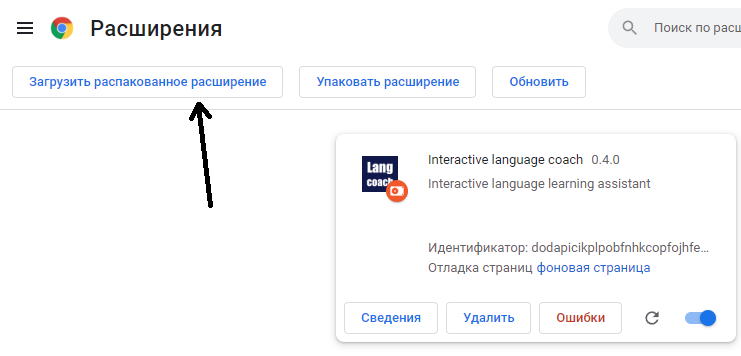 Расширения
Поиск по расш
Загрузить распакованное расширение
Упаковать расширение
Обновить
Lang
coach
Interactive language coach 0.4.0
Interactive language learning assistant
Идентификатор: dodapicikplpobfnhkcopfojhfe…
Отладка страниц фоновая страница
Сведения
Удалить
Ошибки